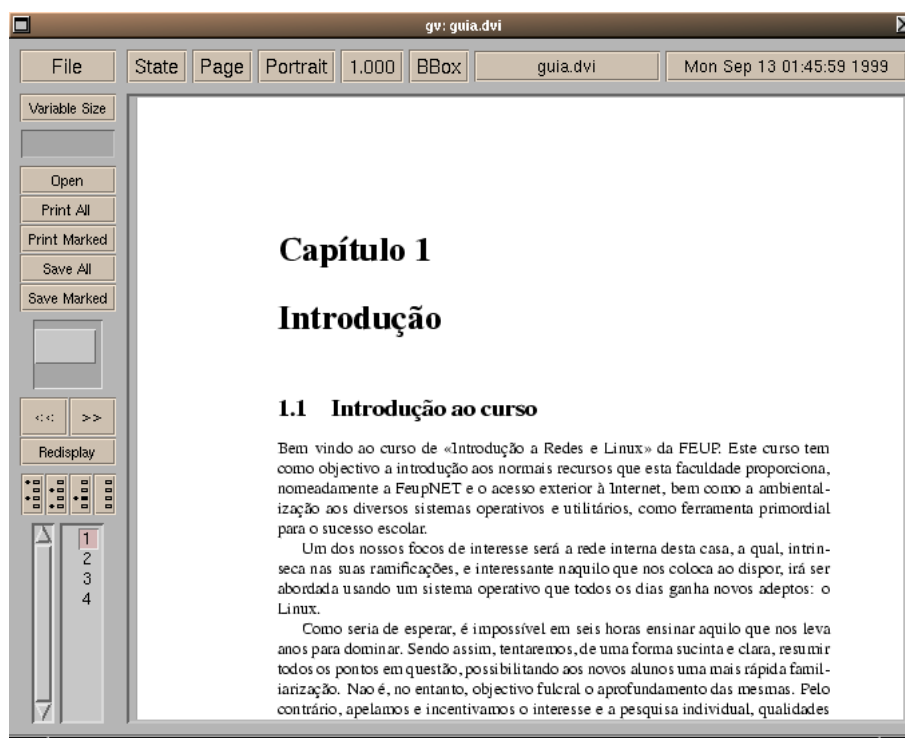 gv: guia.dvi
File State Page Portrait 1.000 BBox guia.dvi Mon Sep 13 01:45:59 1999
Variable Size
Open
Print All
Print Marked
Save All
Save Marked
<< >>
Redisplay
1
2
3
4
Capítulo 1
Introdução
1.1 Introdução ao curso
Bem vindo ao curso de «Introdução a Redes e Linux» da FEUP. Este curso tem
como objectivo a introdução aos normais recursos que esta faculdade proporciona,
nomeadamente a FeupNET e o acesso exterior à Internet, bem como a ambiental-
ização aos diversos sistemas operativos e utilitários, como ferramenta primordial
para o sucesso escolar.
Um dos nossos focos de interesse será a rede interna desta casa, a qual, intrin-
seca nas suas ramificações, e interessante naquilo que nos coloca ao dispor, irá ser
abordada usando um sistema operativo que todos os dias ganha novos adeptos: o
Linux.
Como seria de esperar, é impossível em seis horas ensinar aquilo que nos leva
anos para dominar. Sendo assim, tentaremos, de uma forma sucinta e clara, resumir
todos os pontos em questão, possibilitando aos novos alunos uma mais rápida famil-
iarização. Nao é, no entanto, objectivo fulcral o aprofundamento das mesmas. Pelo
contrário, apelamos e incentivamos o interesse e a pesquisa individual, qualidades